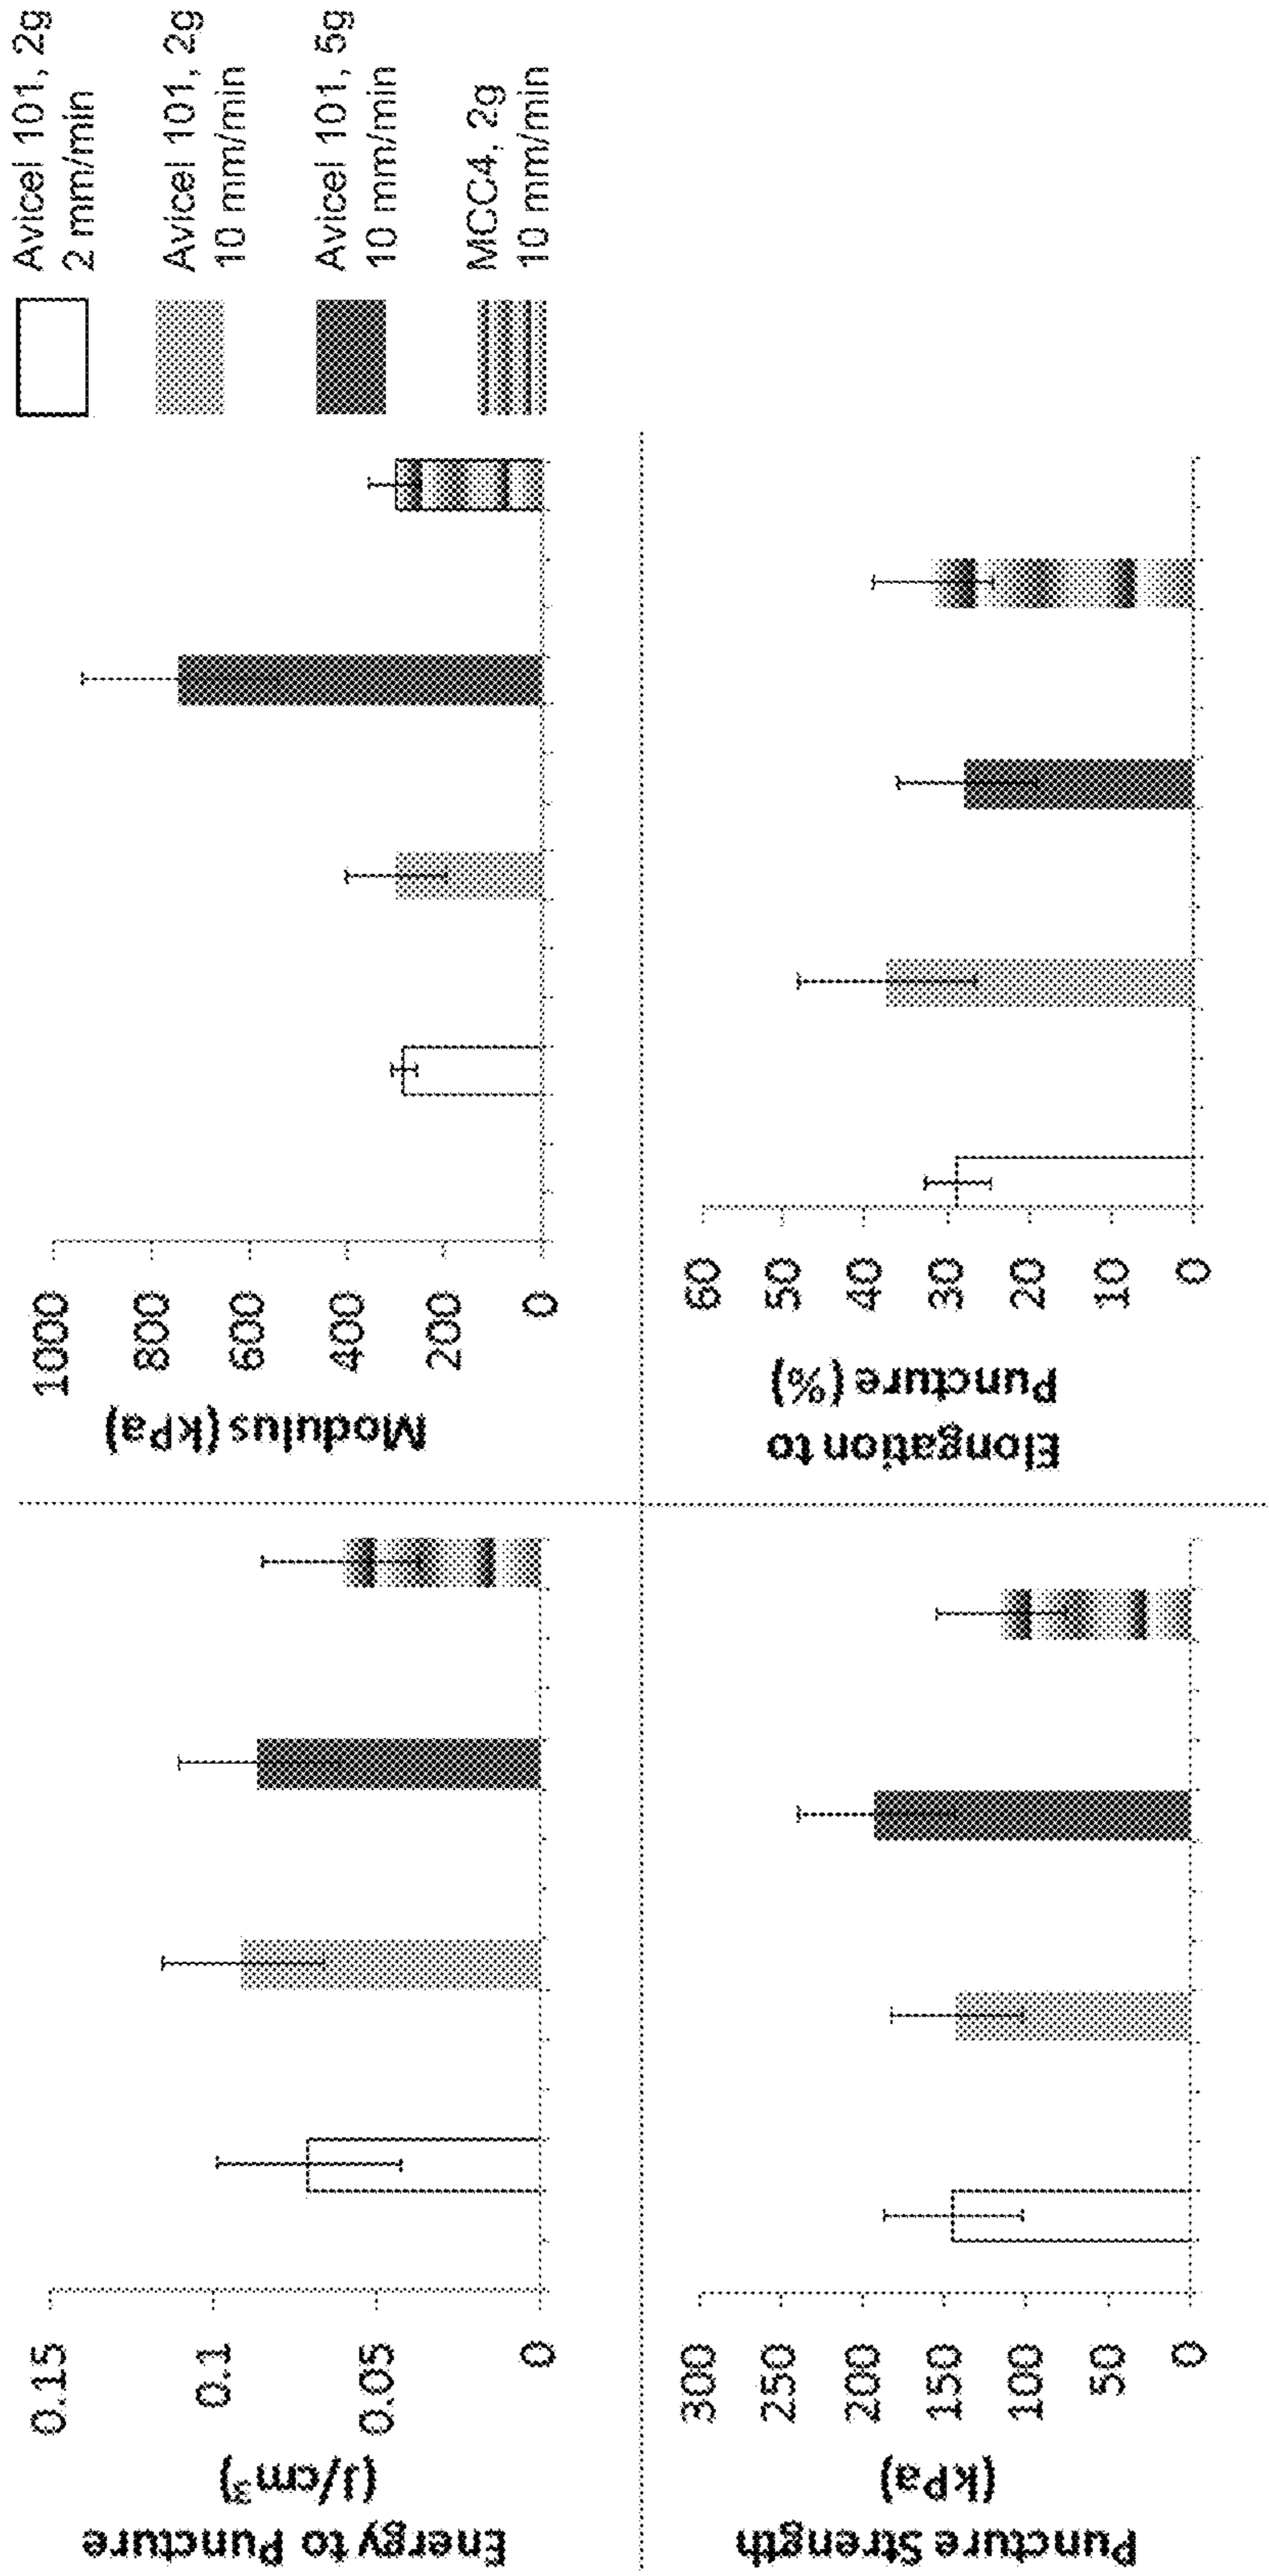 Energy to Puncture
(J/cm³)
0.15
0.1
0.05
0
Modulus (kPa)
1000
800
600
400
200
0
Avicel 101, 2g
2 mm/min
Avicel 101, 2g
10 mm/min
Avicel 101, 5g
10 mm/min
MCC4, 2g
10 mm/min
Puncture Strength
(kPa)
300
250
200
150
100
50
0
Elongation to
Puncture (%)
60
50
40
30
20
10
0